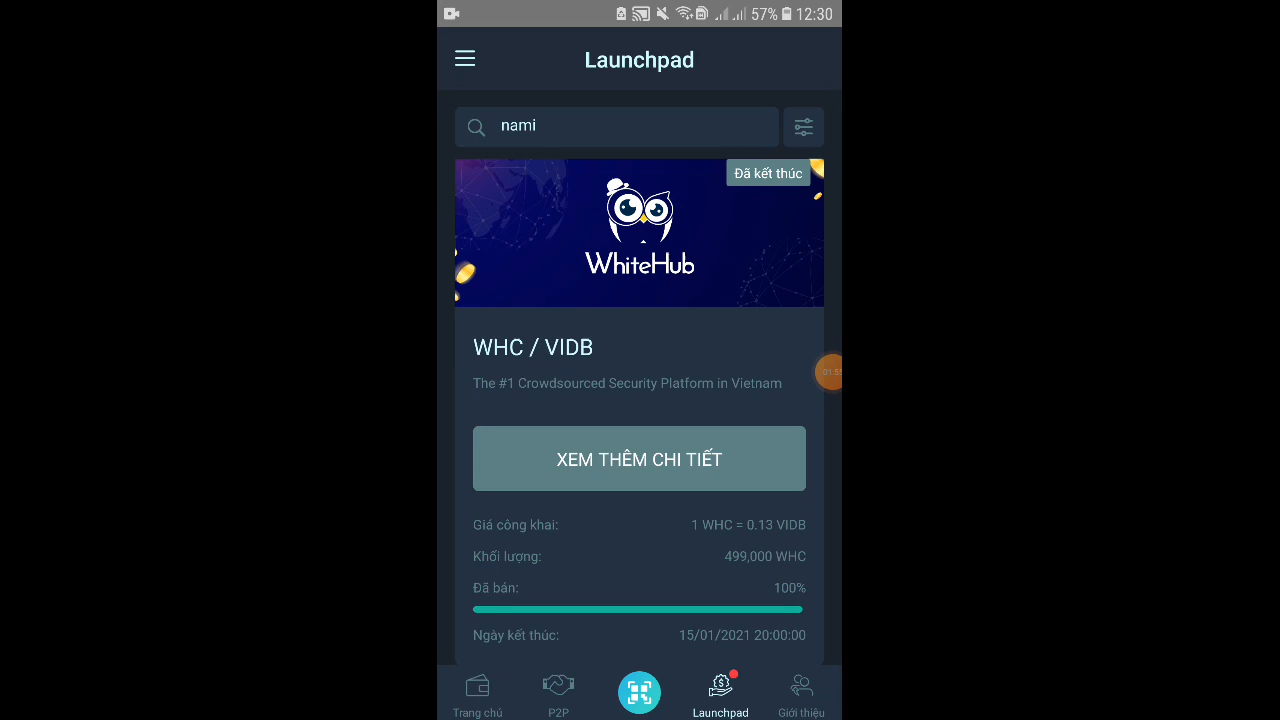 57% 12:30
Launchpad
nami
Đã kết thúc
WhiteHub
WHC / VIDB
The #1 Crowdsourced Security Platform in Vietnam
XEM THÊM CHI TIẾT
Giá công khai: 1 WHC = 0.13 VIDB
Khối lượng: 499,000 WHC
Đã bán: 100%
Ngày kết thúc: 15/01/2021 20:00:00
Trang chủ P2P Launchpad Giới thiệu